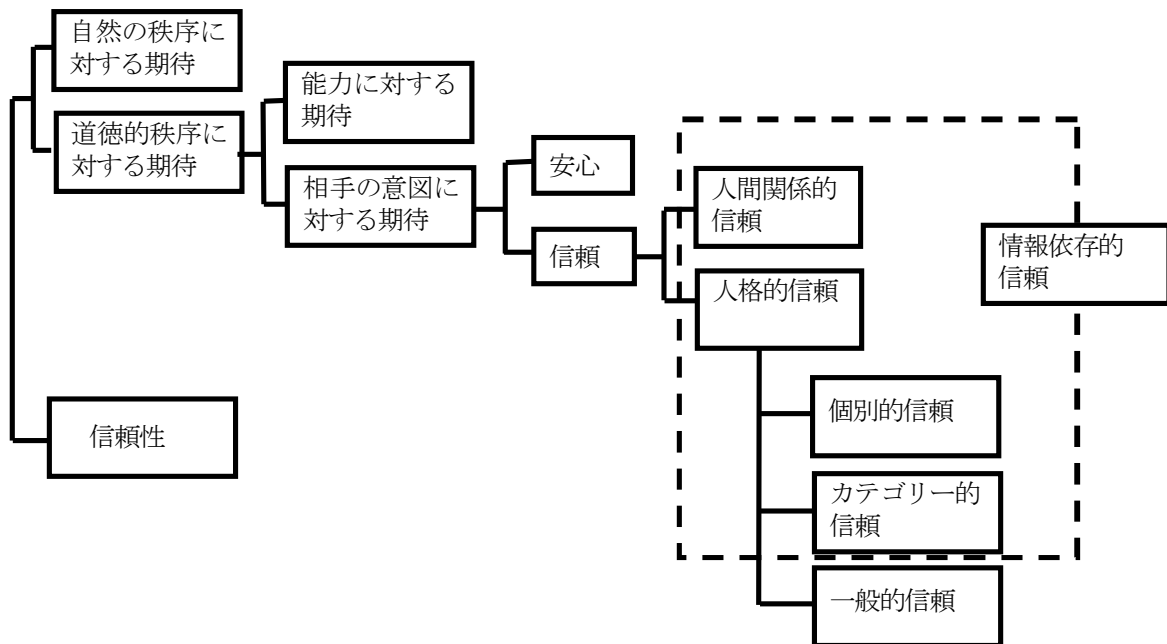 自然の秩序に
対する期待
道徳的秩序に
対する期待
能力に対する
期待
相手の意図に
対する期待
安心
信頼
人間関係的
信頼
人格的信頼
情報依存的
信頼
個別的信頼
カテゴリー的
信頼
一般的信頼
信頼性